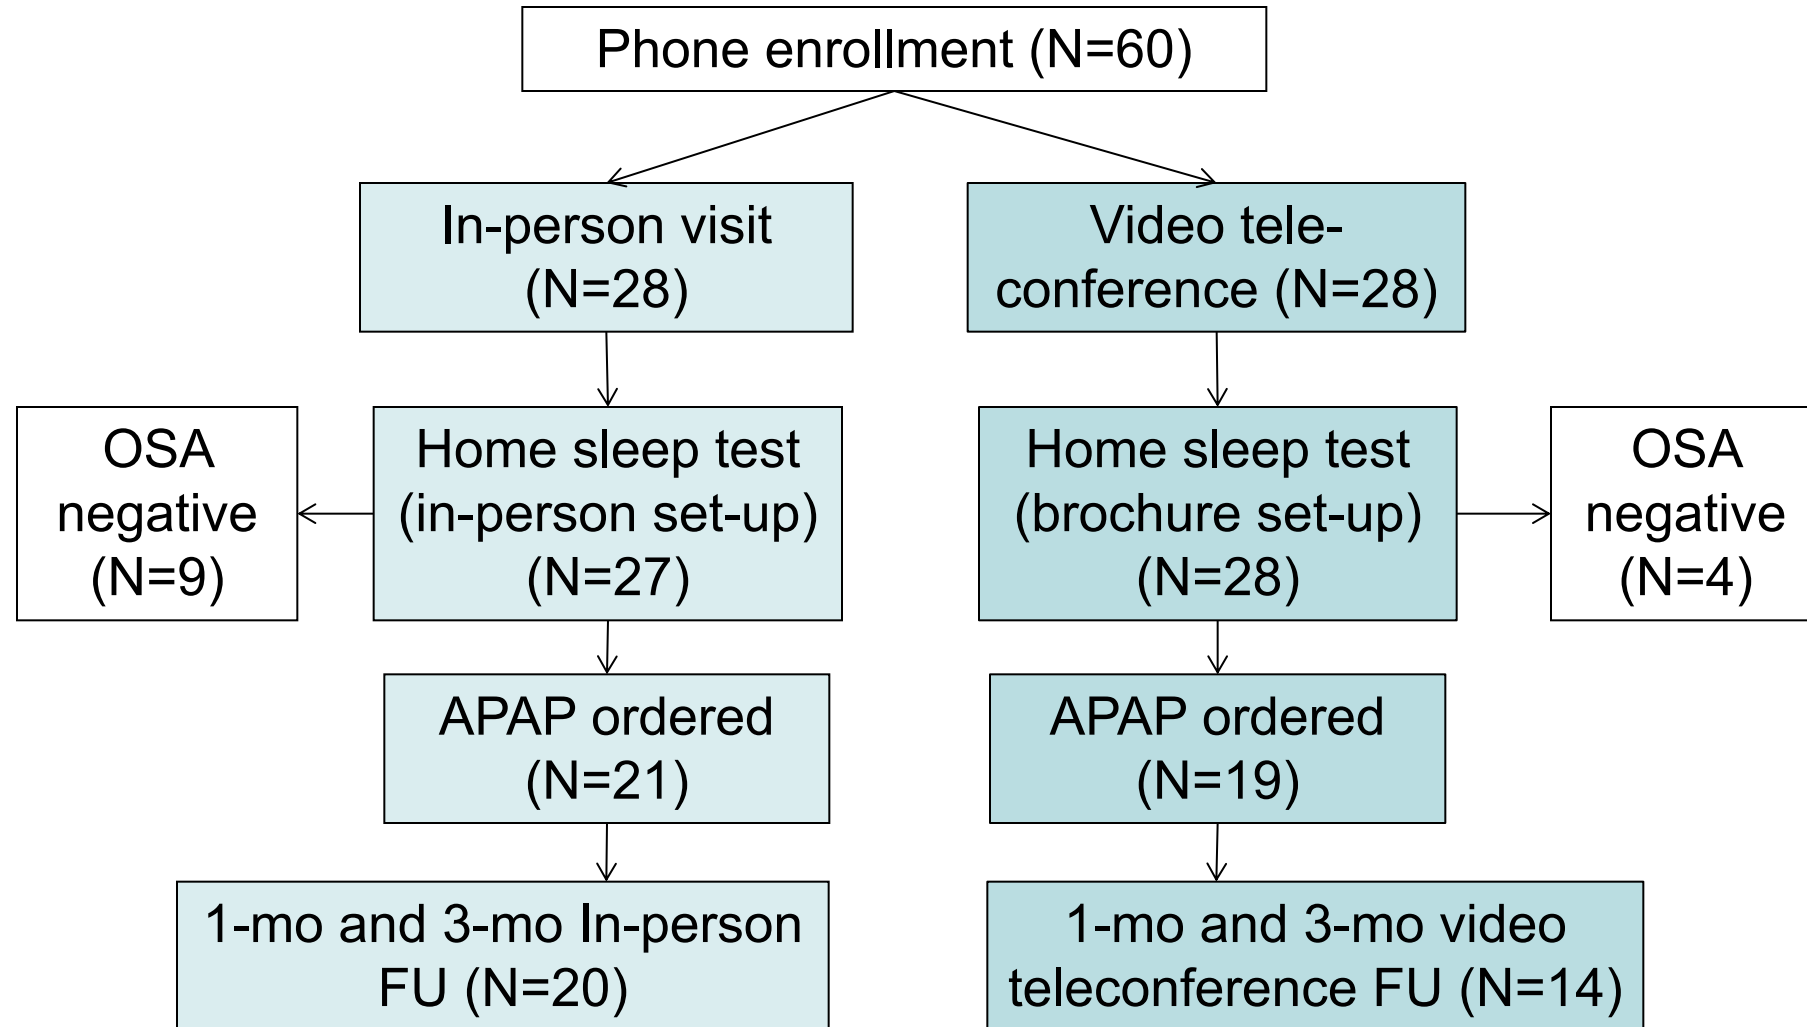 Phone enrollment (N=60)
In-person visit
(N=28)
Video tele-
conference (N=28)
OSA
negative
(N=9)
Home sleep test
(in-person set-up)
(N=27)
Home sleep test
(brochure set-up)
(N=28)
OSA
negative
(N=4)
APAP ordered
(N=21)
APAP ordered
(N=19)
1-mo and 3-mo In-person
FU (N=20)
1-mo and 3-mo video
teleconference FU (N=14)